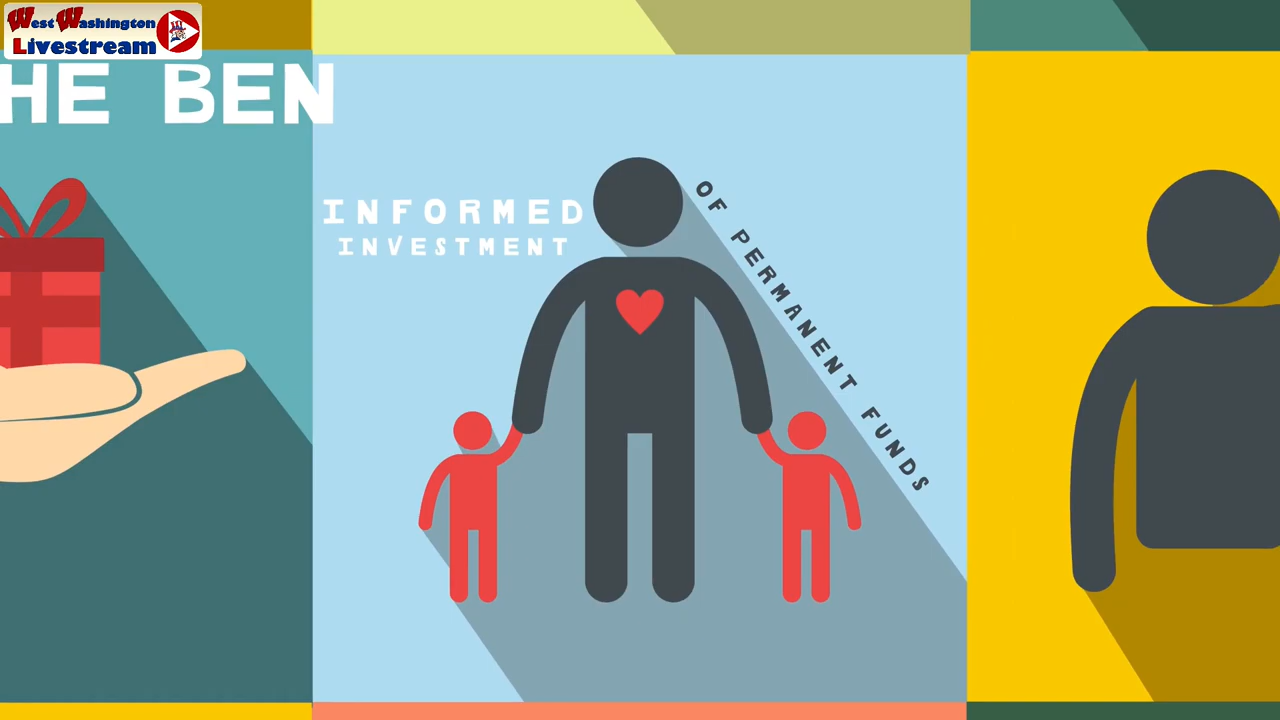 West Washington
Livestream
HE BEN
INFORMED
INVESTMENT
OF PERMANENT FUNDS